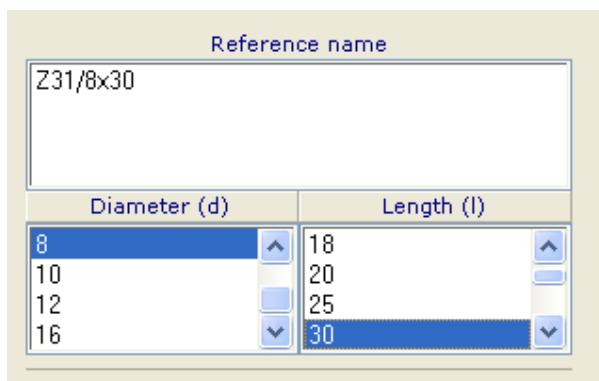 Reference name
Z31/8x30
Diameter (d)
Length (l)
8
10
12
16
18
20
25
30